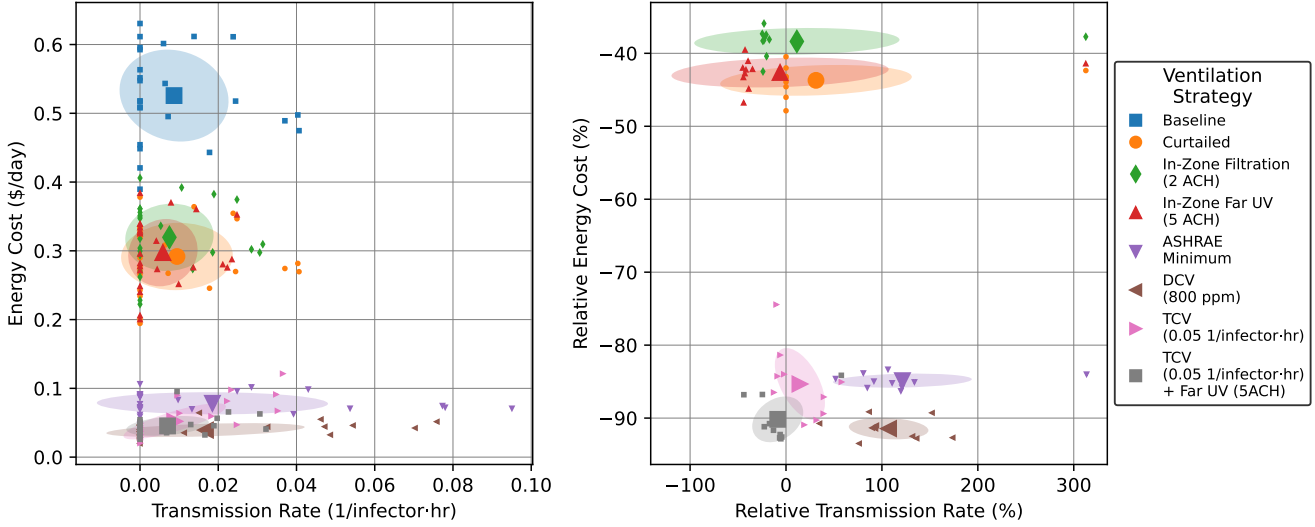 0.6
0.5
0.4
0.3
0.2
0.1
0.0
Energy Cost ($/day)
0.00 0.02 0.04 0.06 0.08 0.10
Transmission Rate (1/infector·hr)
−40
−50
−60
−70
−80
−90
Relative Energy Cost (%)
−100 0 100 200 300
Relative Transmission Rate (%)
Ventilation
Strategy
Baseline
Curtailed
In-Zone Filtration
(2 ACH)
In-Zone Far UV
(5 ACH)
ASHRAE
Minimum
DCV
(800 ppm)
TCV
(0.05 1/infector·hr)
TCV
(0.05 1/infector·hr)
+ Far UV (5ACH)